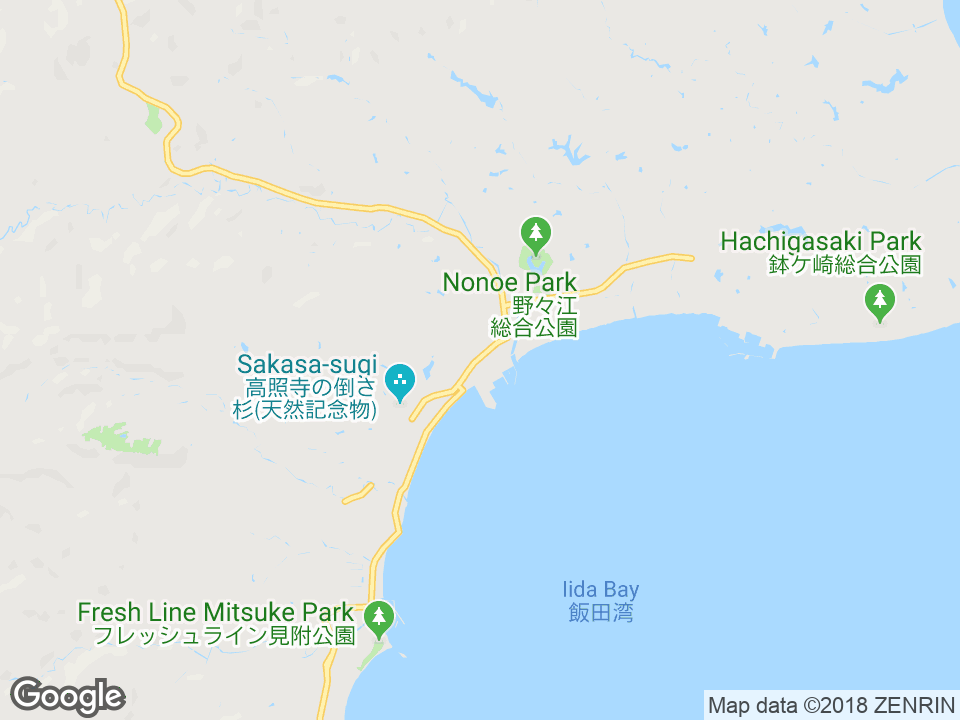 Hachigasaki Park
鉢ケ崎総合公園
Nonoe Park
野々江
総合公園
Sakasa-sugi
高照寺の倒さ
杉(天然記念物)
Iida Bay
飯田湾
Fresh Line Mitsuke Park
フレッシュライン見附公園
Google
Map data ©2018 ZENRIN